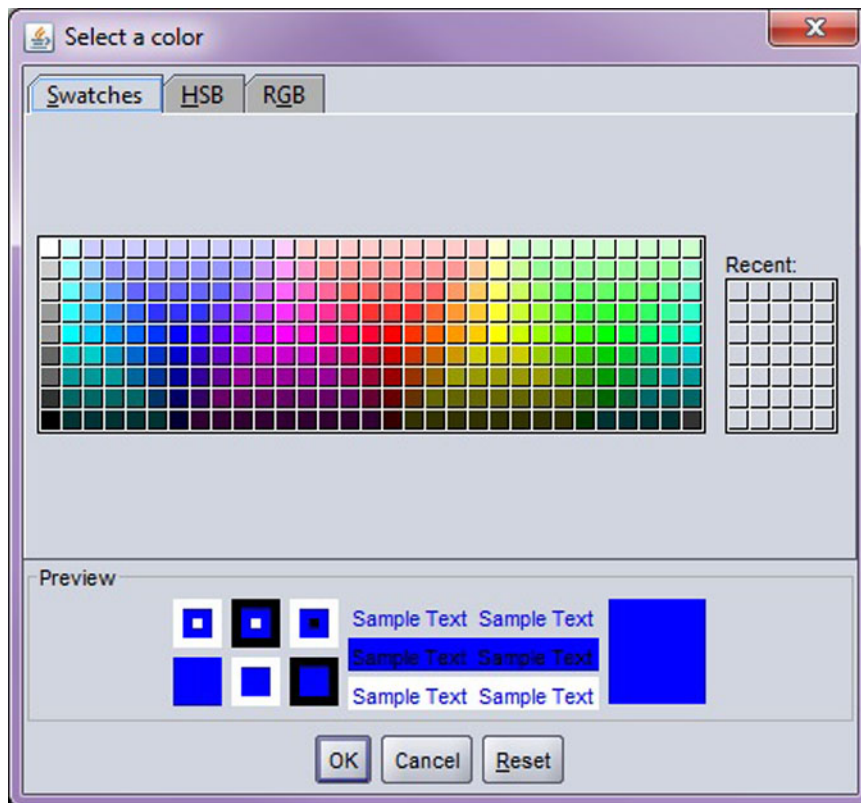 Select a color
Swatches HSB RGB
Recent:
Preview
Sample Text Sample Text
Sample Text Sample Text
Sample Text Sample Text
OK Cancel Reset